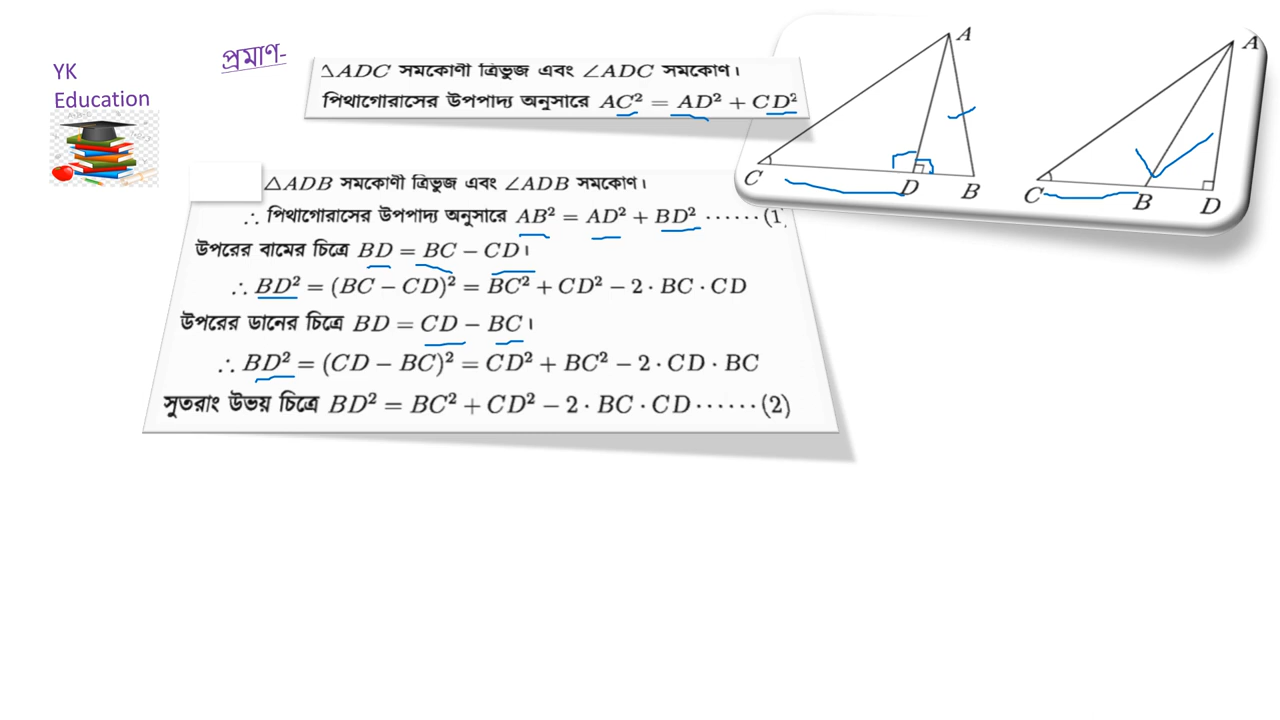 YK
Education
প্রমাণ-
△ADC সমকোণী ত্রিভুজ এবং ∠ADC সমকোণ।
পিথাগোরাসের উপপাদ্য অনুসারে AC² = AD² + CD²
△ADB সমকোণী ত্রিভুজ এবং ∠ADB সমকোণ।
∴ পিথাগোরাসের উপপাদ্য অনুসারে AB² = AD² + BD² ⋯⋯(1)
উপরের বামের চিত্রে BD = BC − CD।
∴ BD² = (BC − CD)² = BC² + CD² − 2 · BC · CD
উপরের ডানের চিত্রে BD = CD − BC।
∴ BD² = (CD − BC)² = CD² + BC² − 2 · CD · BC
সুতরাং উভয় চিত্রে BD² = BC² + CD² − 2 · BC · CD ⋯⋯(2)
A
C
D
B
A
C
B
D